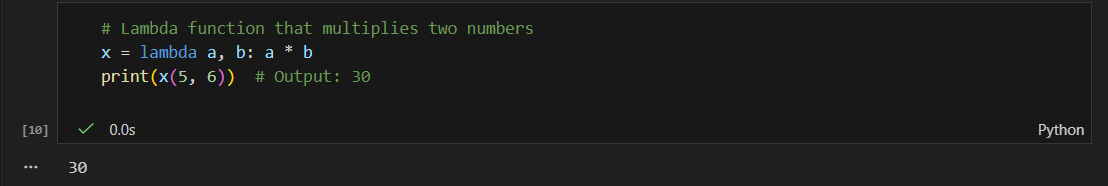 # Lambda function that multiplies two numbers
x = lambda a, b: a * b
print(x(5, 6))  # Output: 30
[10] ✓ 0.0s Python
... 30